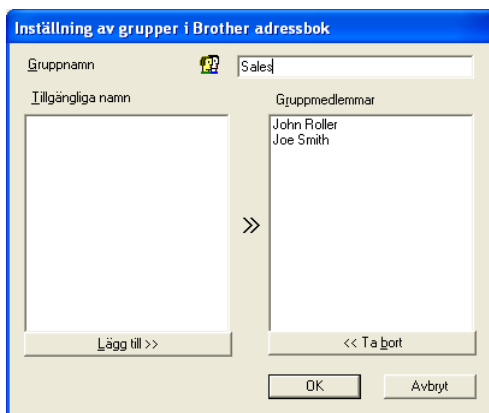 Inställning av grupper i Brother adressbok
Gruppnamn
Sales
Tillgängliga namn
Gruppmedlemmar
John Roller
Joe Smith
Lägg till >>
<< Ta bort
OK
Avbryt